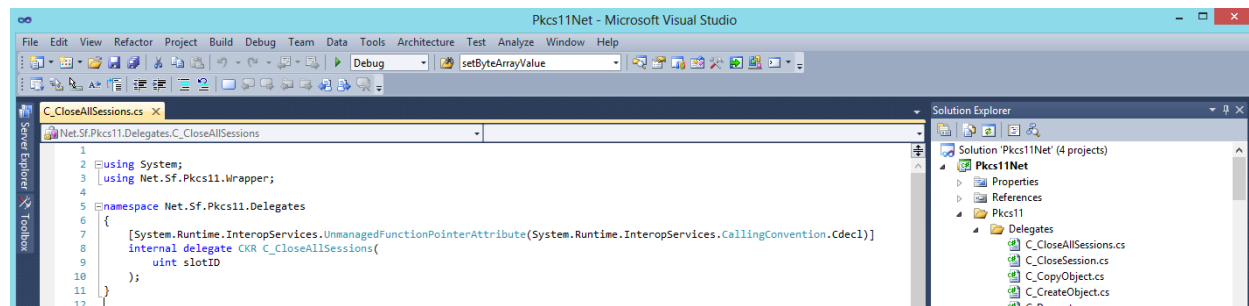 Pkcs11Net - Microsoft Visual Studio
File Edit View Refactor Project Build Debug Team Data Tools Architecture Test Analyze Window Help
Debug setByteArrayValue
C_CloseAllSessions.cs
Net.Sf.Pkcs11.Delegates.C_CloseAllSessions
1
2 using System;
3 using Net.Sf.Pkcs11.Wrapper;
4
5 namespace Net.Sf.Pkcs11.Delegates
6 {
7 [System.Runtime.InteropServices.UnmanagedFunctionPointerAttribute(System.Runtime.InteropServices.CallingConvention.Cdecl)]
8 internal delegate CKR C_CloseAllSessions(
9 uint slotID
10 );
11 }
12
Server Explorer
Toolbox
Solution Explorer
Solution 'Pkcs11Net' (4 projects)
Pkcs11Net
Properties
References
Pkcs11
Delegates
C_CloseAllSessions.cs
C_CloseSession.cs
C_CopyObject.cs
C_CreateObject.cs